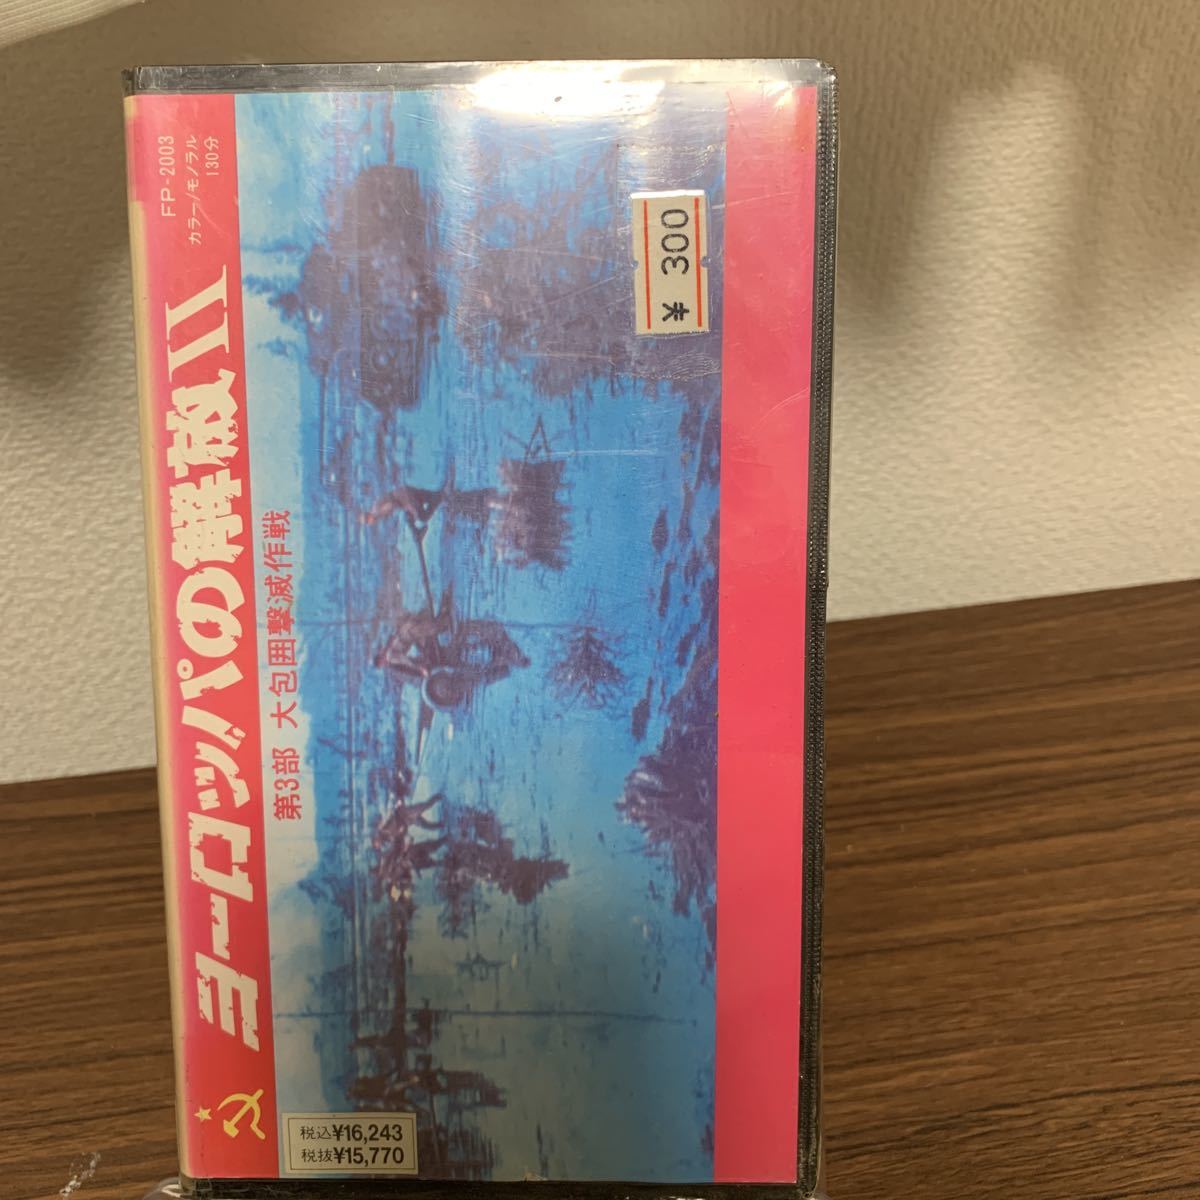 FP-2003
カラー/モノラル
130分
ヨーロッパの解放II
第3部 大包囲撃滅作戦
300
税込¥16,243
税抜¥15,770